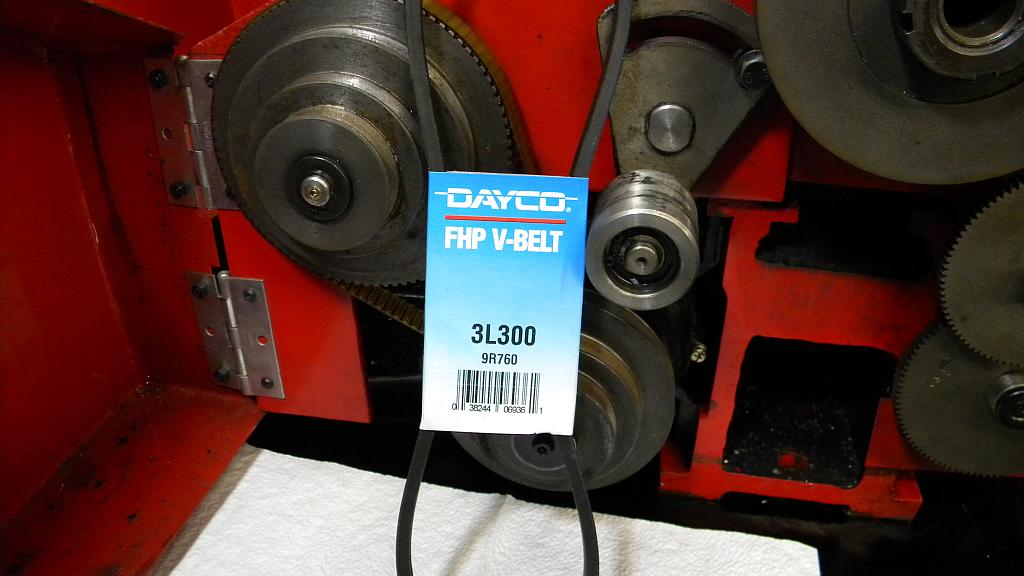 DAYCO®
FHP V-BELT
3L300
9R760
0 38244 06936 1